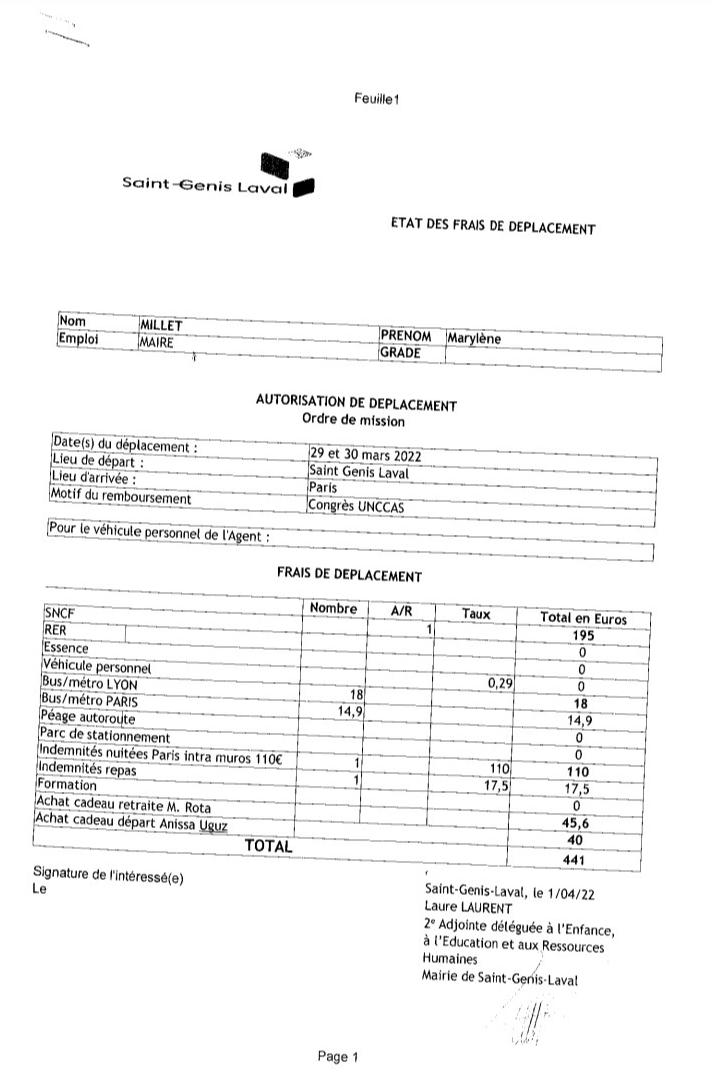 Feuille1
Saint-Genis Laval
ETAT DES FRAIS DE DEPLACEMENT
Nom MILLET PRENOM Marylène
Emploi MAIRE GRADE
AUTORISATION DE DEPLACEMENT
Ordre de mission
Date(s) du déplacement : 29 et 30 mars 2022
Lieu de départ : Saint Genis Laval
Lieu d'arrivée : Paris
Motif du remboursement Congrès UNCCAS
Pour le véhicule personnel de l'Agent :
FRAIS DE DEPLACEMENT
Nombre A/R Taux Total en Euros
SNCF 1 195
RER 0
Essence 0
Véhicule personnel 0,29 0
Bus/métro LYON 18 18
Bus/métro PARIS 14,9 14,9
Péage autoroute 0
Parc de stationnement 0
Indemnités nuitées Paris intra muros 110€ 1 110 110
Indemnités repas 1 17,5 17,5
Formation 0
Achat cadeau retraite M. Rota 45,6
Achat cadeau départ Anissa Uguz 40
TOTAL 441
Signature de l'intéressé(e)
Le
Saint-Genis-Laval, le 1/04/22
Laure LAURENT
2e Adjointe déléguée à l'Enfance,
à l'Education et aux Ressources
Humaines
Mairie de Saint-Genis-Laval
Page 1